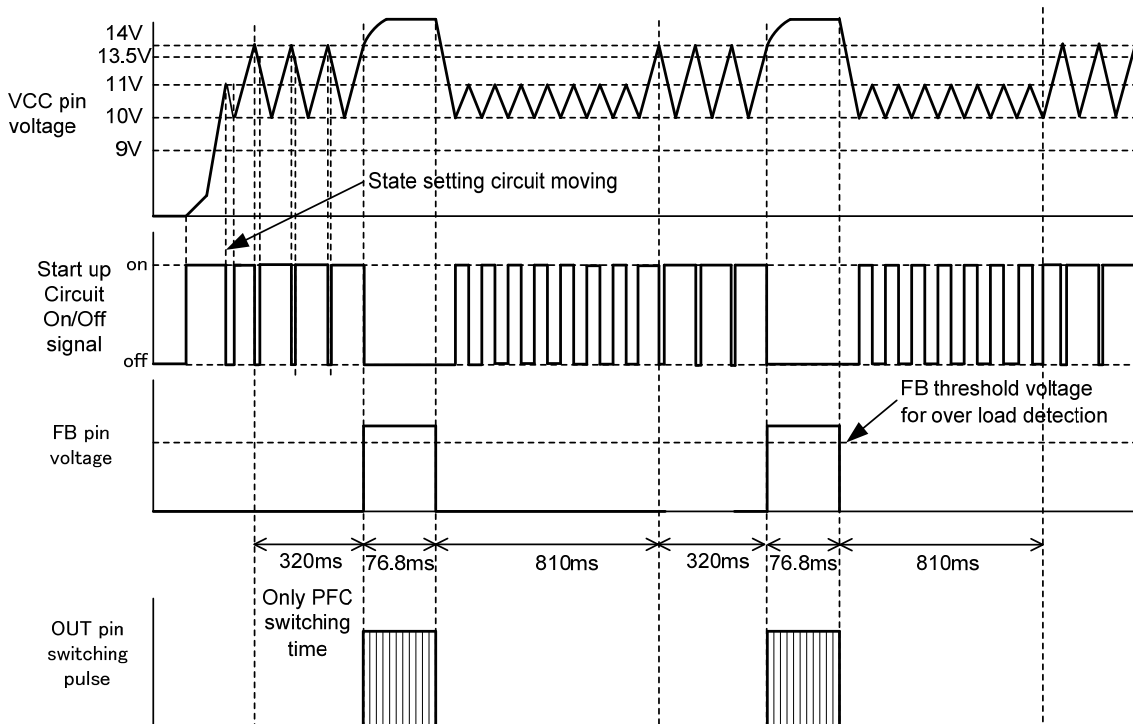 14V
13.5V
11V
10V
9V
VCC pin
voltage
State setting circuit moving
Start up
Circuit
On/Off
signal
on
off
FB threshold voltage
for over load detection
FB pin
voltage
320ms
76.8ms
810ms
320ms
76.8ms
810ms
Only PFC
switching
time
OUT pin
switching
pulse